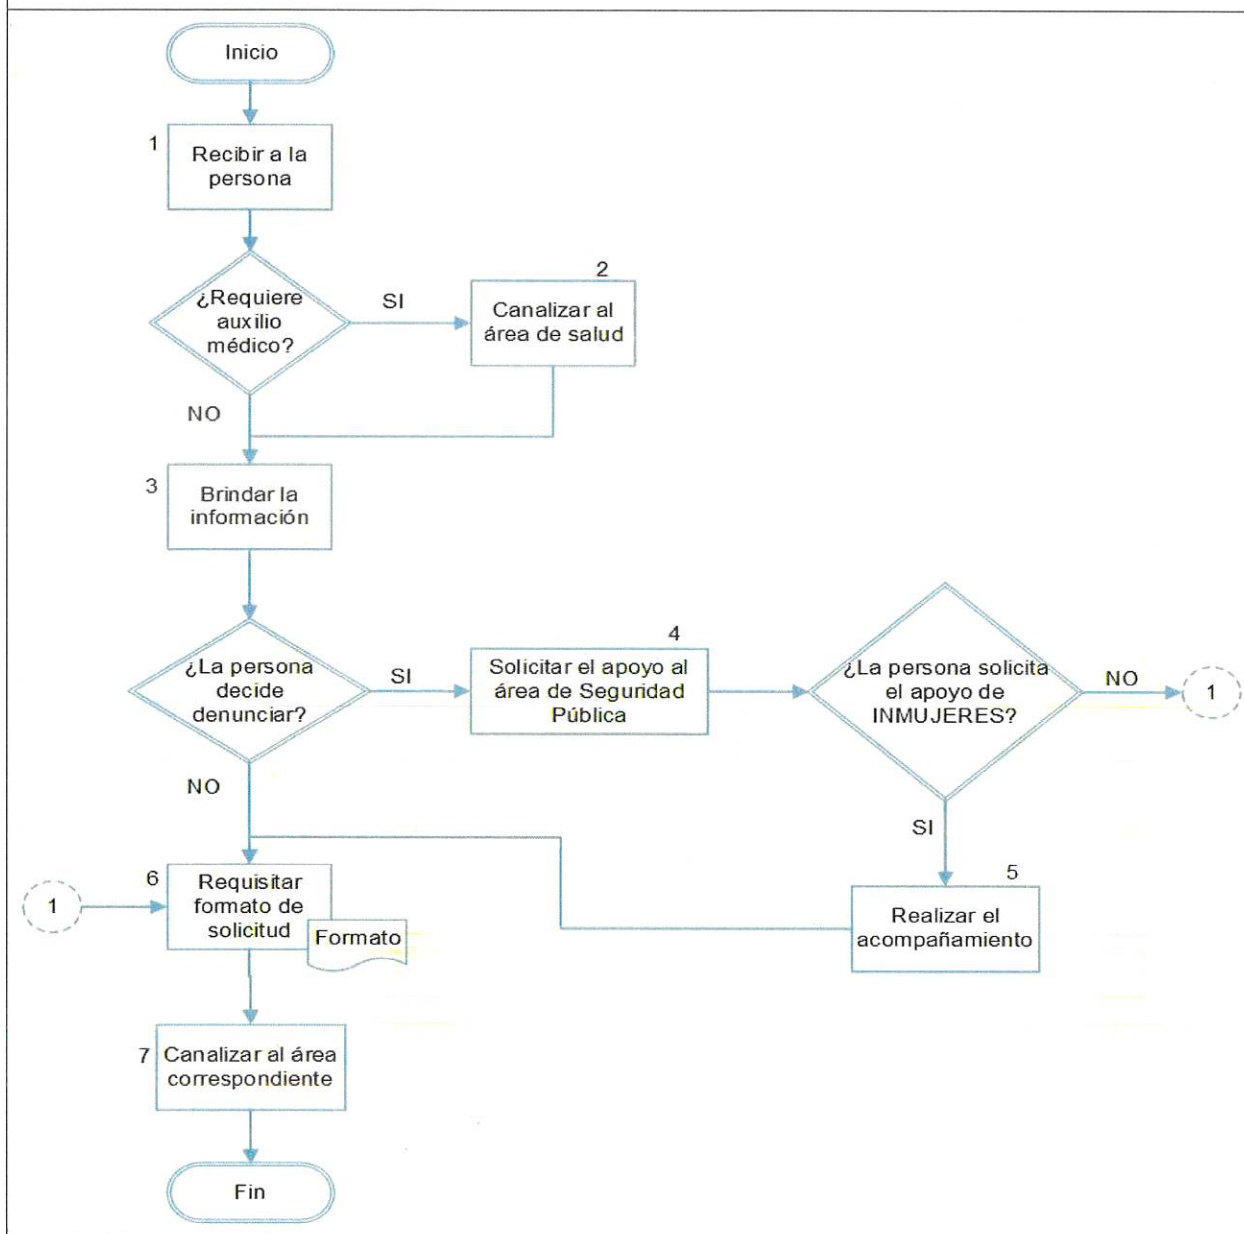 Inicio
1
Recibir a la
persona
¿Requiere
auxilio
médico?
SI
2
Canalizar al
área de salud
NO
3
Brindar la
información
¿La persona
decide
denunciar?
SI
4
Solicitar el apoyo al
área de Seguridad
Pública
¿La persona solicita
el apoyo de
INMUJERES?
NO
1
NO
SI
5
Realizar el
acompañamiento
1
6
Requisitar
formato de
solicitud
Formato
7
Canalizar al área
correspondiente
Fin